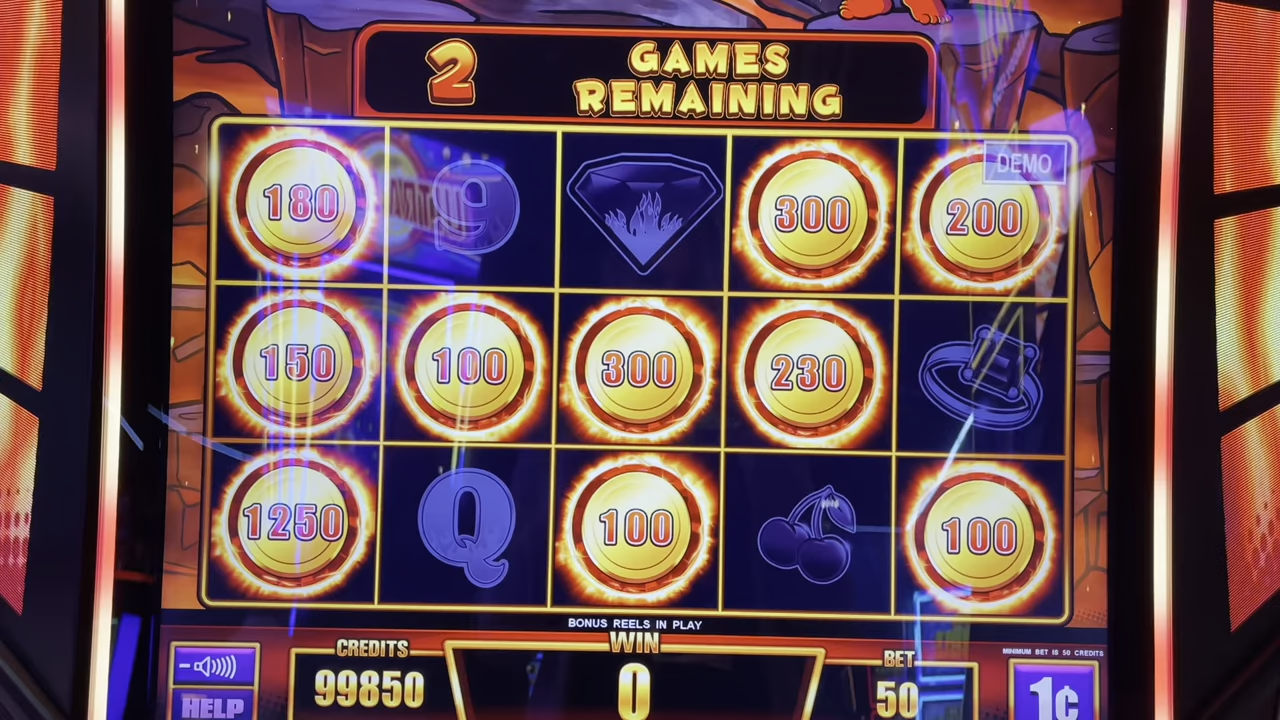 2 GAMES
REMAINING
DEMO
180 9 300 200
150 100 300 230
1250 Q 100 100
BONUS REELS IN PLAY
CREDITS WIN BET
MINIMUM BET IS 50 CREDITS
99850 0 50 1¢
HELP